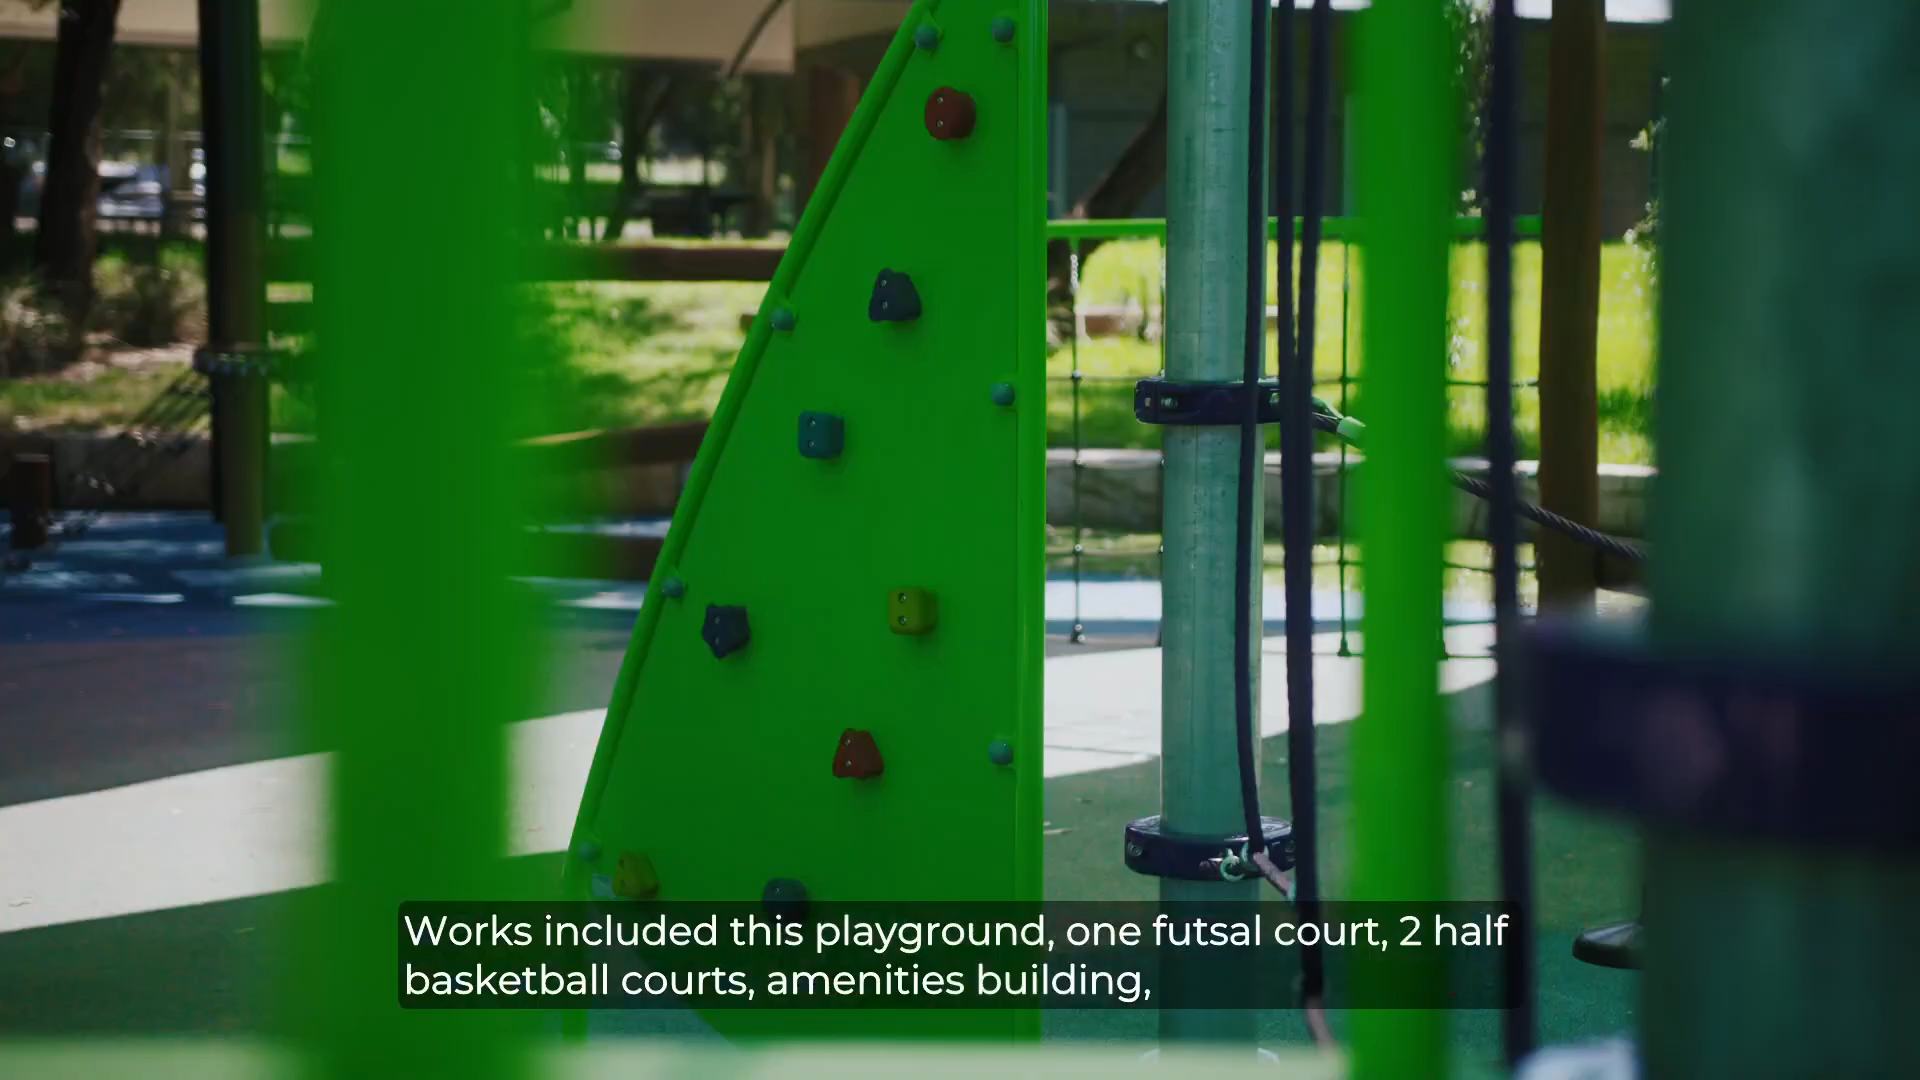 Works included this playground, one futsal court, 2 half
basketball courts, amenities building,